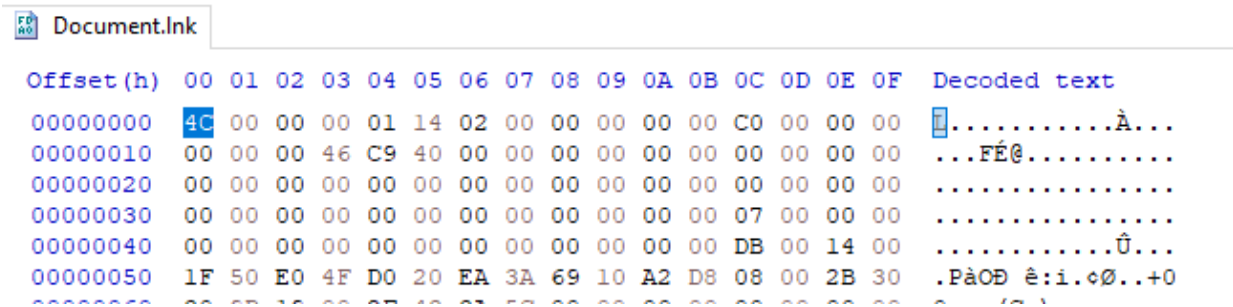 Document.lnk
Offset(h) 00 01 02 03 04 05 06 07 08 09 0A 0B 0C 0D 0E 0F Decoded text
00000000 4C 00 00 00 01 14 02 00 00 00 00 00 C0 00 00 00 L...........À...
00000010 00 00 00 46 C9 40 00 00 00 00 00 00 00 00 00 00 ...FÉ@..........
00000020 00 00 00 00 00 00 00 00 00 00 00 00 00 00 00 00 ................
00000030 00 00 00 00 00 00 00 00 00 00 00 00 07 00 00 00 ................
00000040 00 00 00 00 00 00 00 00 00 00 00 00 DB 00 14 00 ............Û...
00000050 1F 50 E0 4F D0 20 EA 3A 69 10 A2 D8 08 00 2B 30 .PàOÐ ê:i.¢Ø..+0